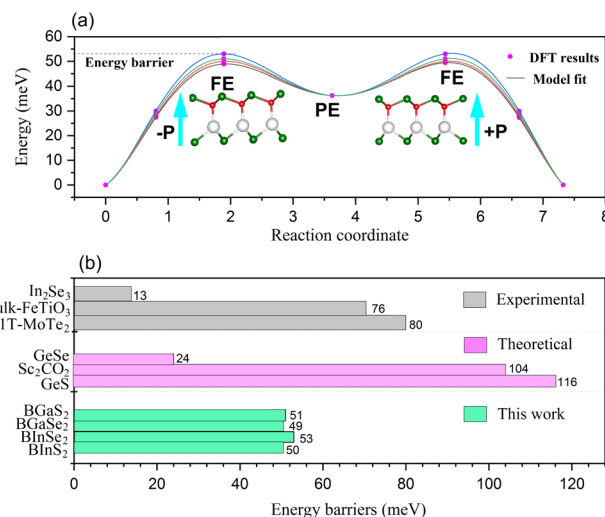 (a)
60
50
40
30
20
10
0
Energy (meV)
Energy barrier
FE
PE
FE
DFT results
Model fit
-P
+P
0 1 2 3 4 5 6 7 8
Reaction coordinate
(b)
In₂Se₃
13
ulk-FeTiO₃
76
1T-MoTe₂
80
Experimental
GeSe
24
Sc₂CO₂
104
GeS
116
Theoretical
BGaS₂
51
BGaSe₂
49
BInSe₂
53
BInS₂
50
This work
0 20 40 60 80 100 120
Energy barriers (meV)